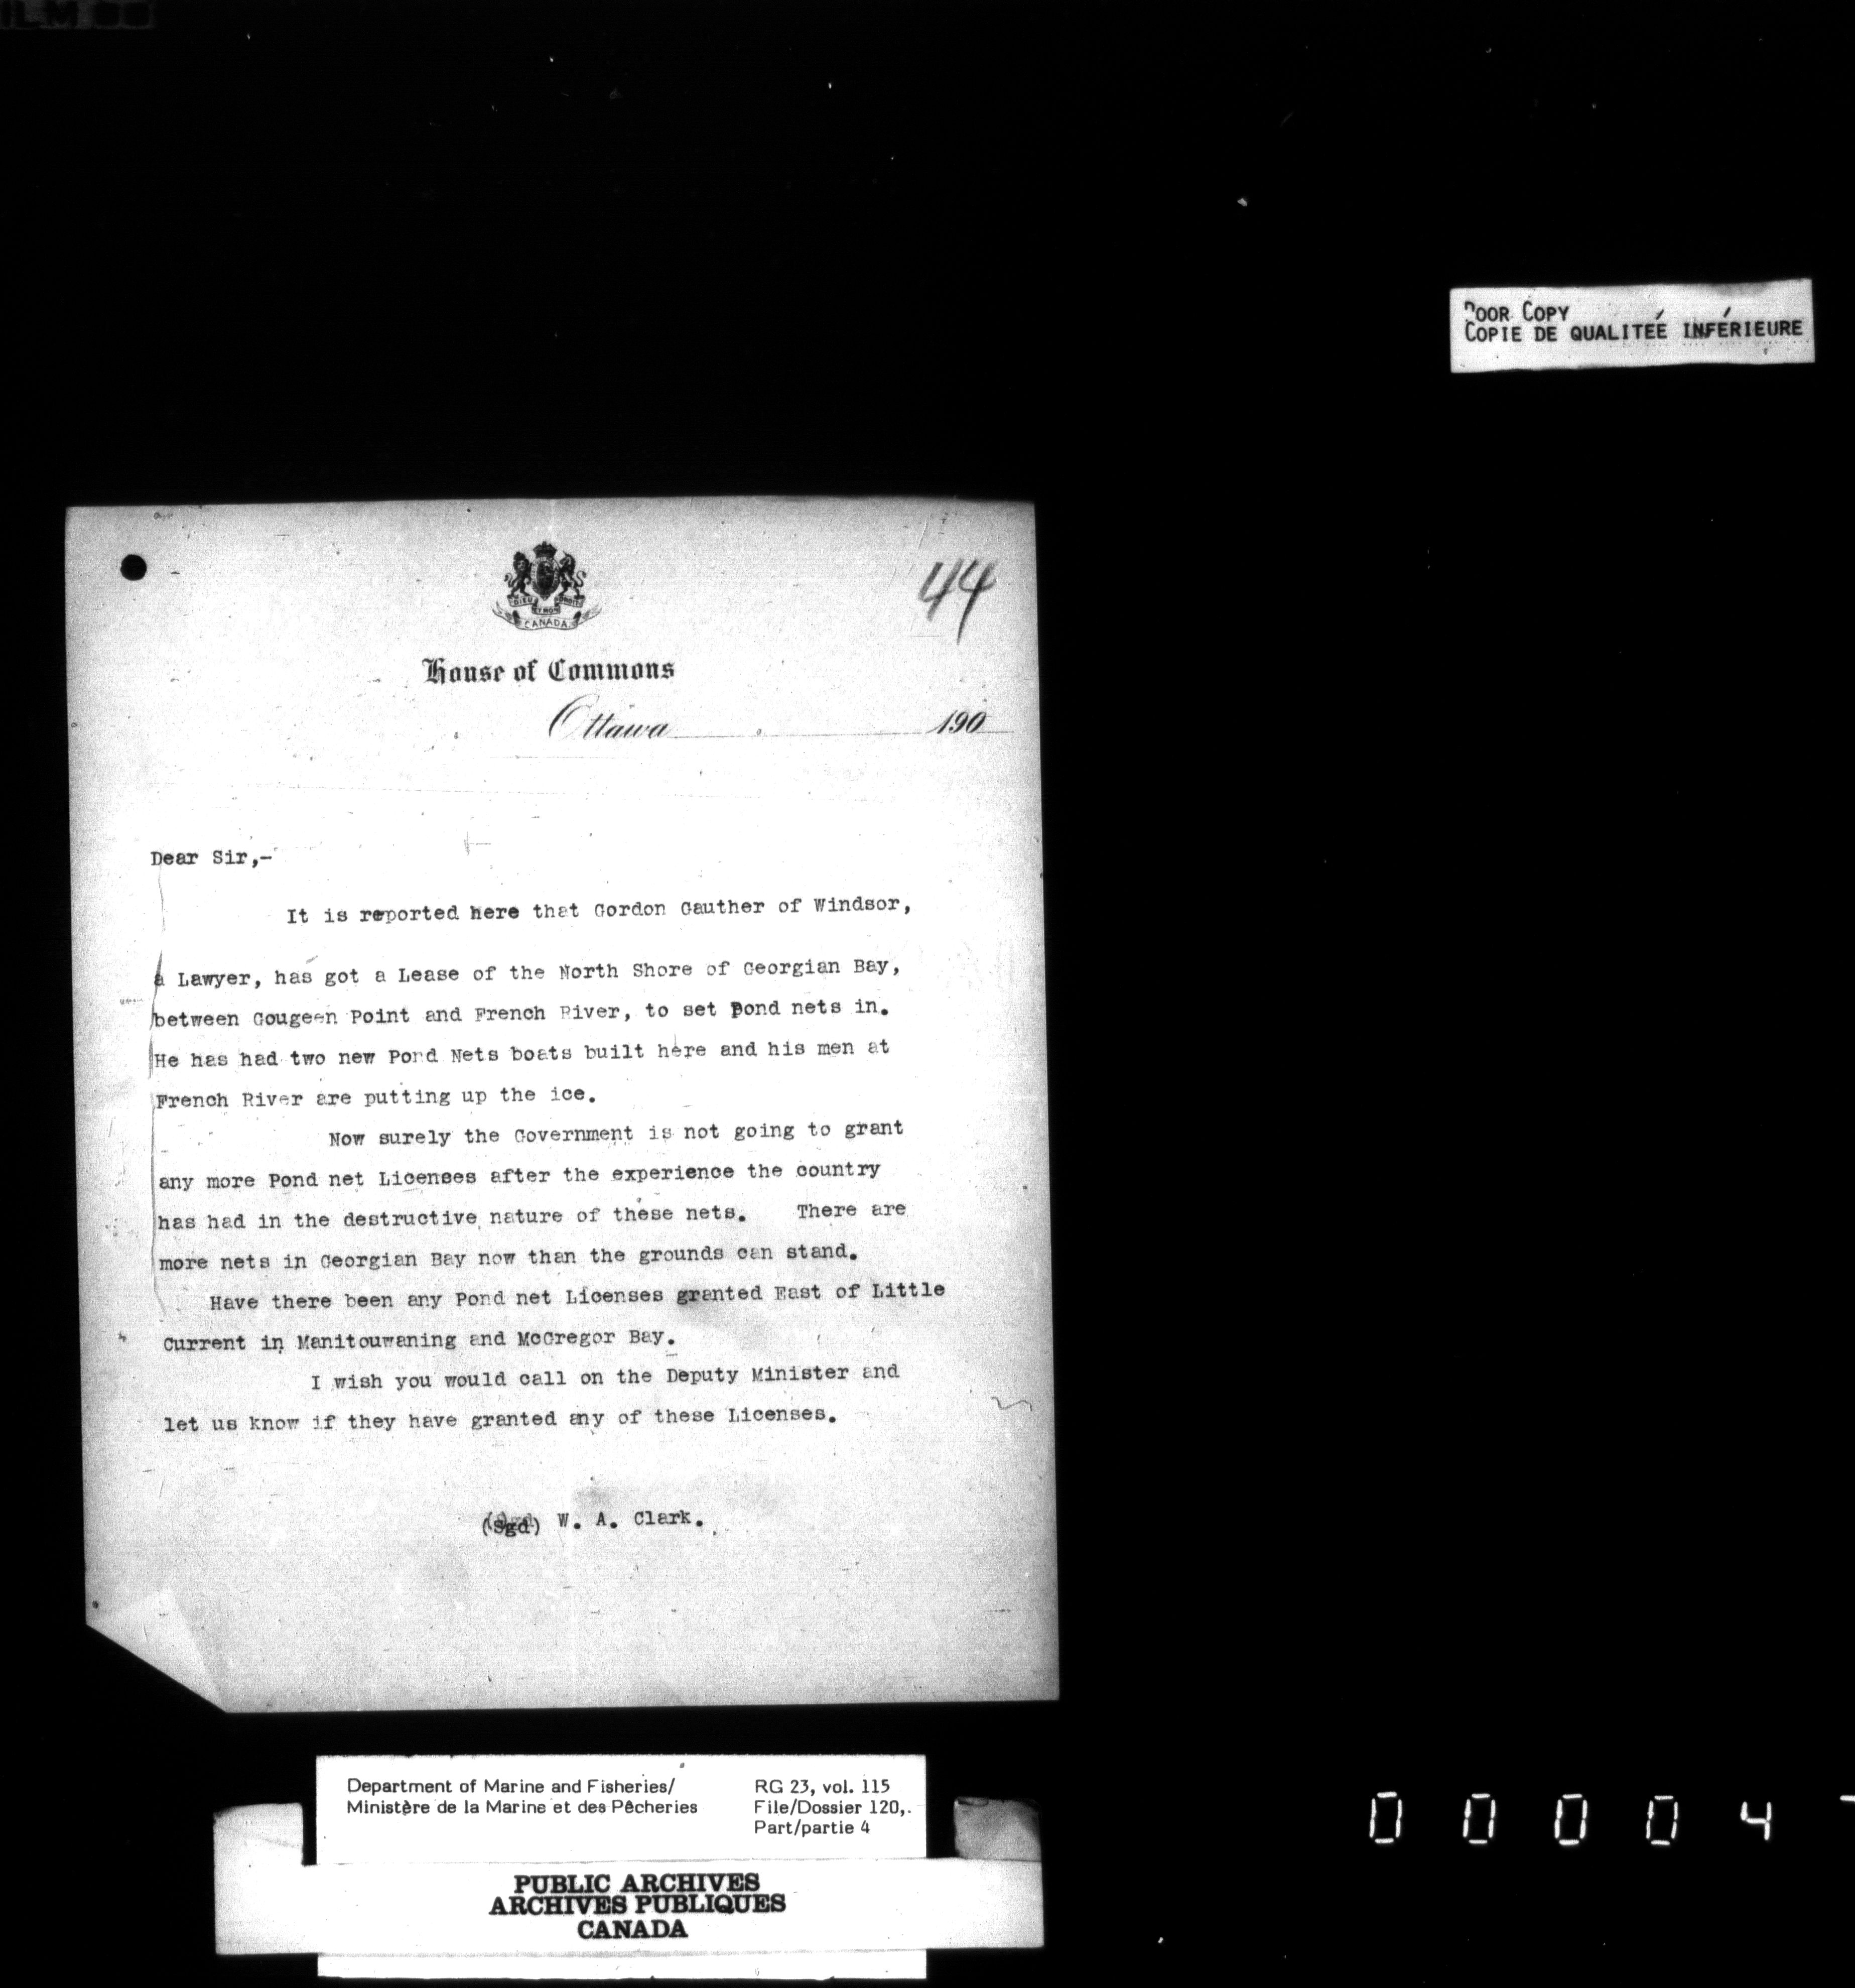 POOR COPY
COPIE DE QUALITÉE INFÉRIEURE
44
DIEU ET MON DROIT
CANADA
House of Commons
Ottawa 190
Dear Sir,-
It is reported here that Gordon Gauther of Windsor,
a Lawyer, has got a Lease of the North Shore of Georgian Bay,
between Gougeen Point and French River, to set Pond nets in.
He has had two new Pond Nets boats built here and his men at
French River are putting up the ice.
Now surely the Government is not going to grant
any more Pond net Licenses after the experience the country
has had in the destructive nature of these nets. There are
more nets in Georgian Bay now than the grounds can stand.
Have there been any Pond net Licenses granted East of Little
Current in Manitouwaning and McGregor Bay.
I wish you would call on the Deputy Minister and
let us know if they have granted any of these Licenses.
(Sgd) W. A. Clark.
Department of Marine and Fisheries/
Ministère de la Marine et des Pêcheries
RG 23, vol. 115
File/Dossier 120,.
Part/partie 4
PUBLIC ARCHIVES
ARCHIVES PUBLIQUES
CANADA
0 0 0 0 4